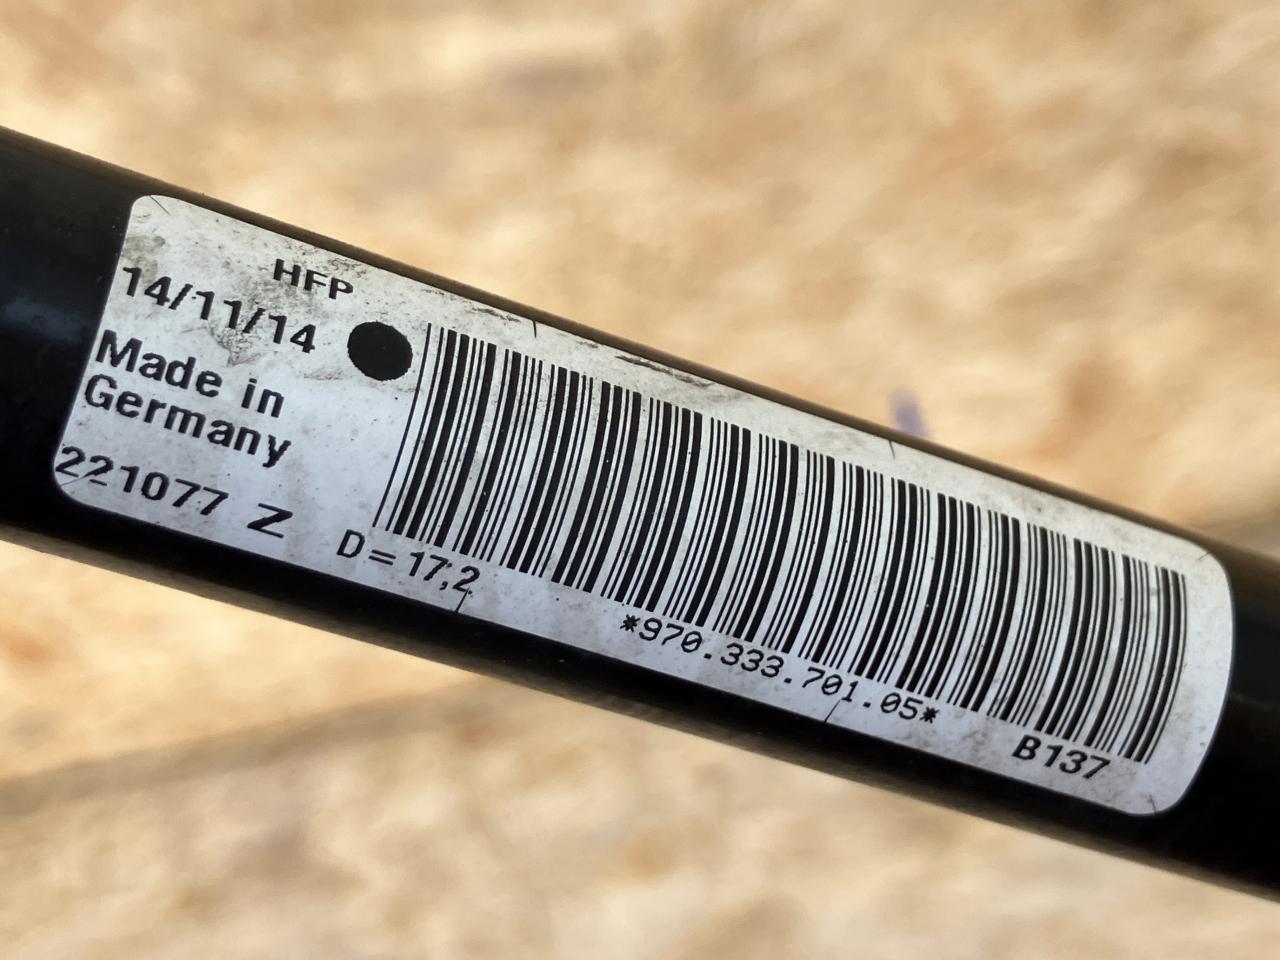 HFP
14/11/14
Made in
Germany
221077 Z
D=17,2
*970.333.701.05*
B137